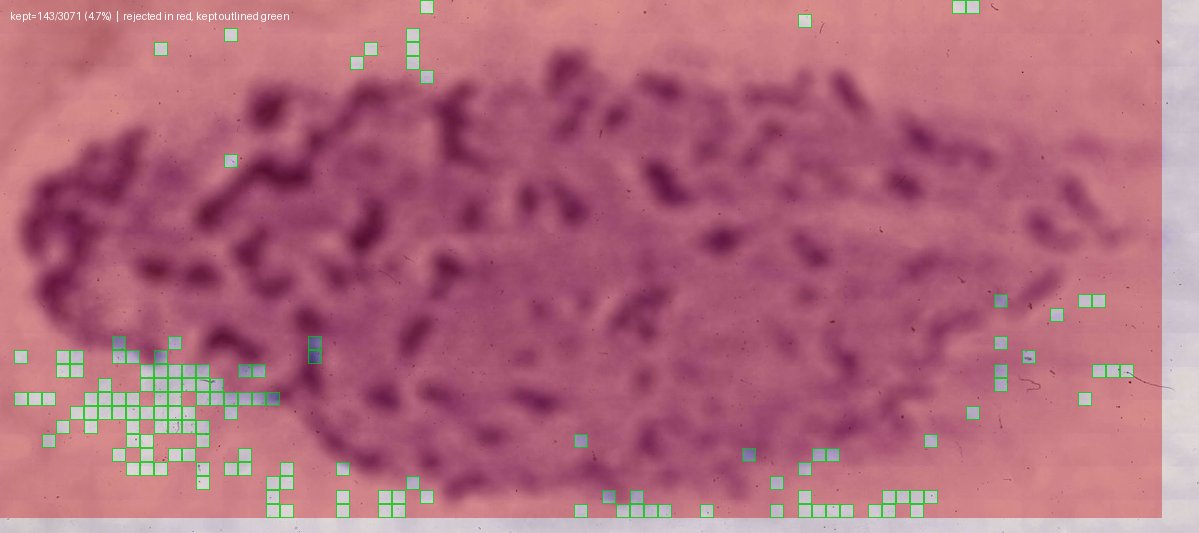 kept=143/3071 (4.7%) | rejected in red, kept outlined green